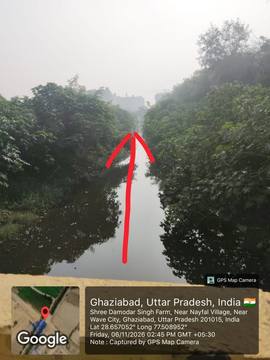 GPS Map Camera
Ghaziabad, Uttar Pradesh, India 🇮🇳
Shree Damodar Singh Farm, Near Nayfal Village, Near
Wave City, Ghaziabad, Uttar Pradesh 201015, India
Lat 28.657052° Long 77.508952°
Friday, 06/11/2026 02:45 PM GMT +05:30
Note : Captured by GPS Map Camera
Google